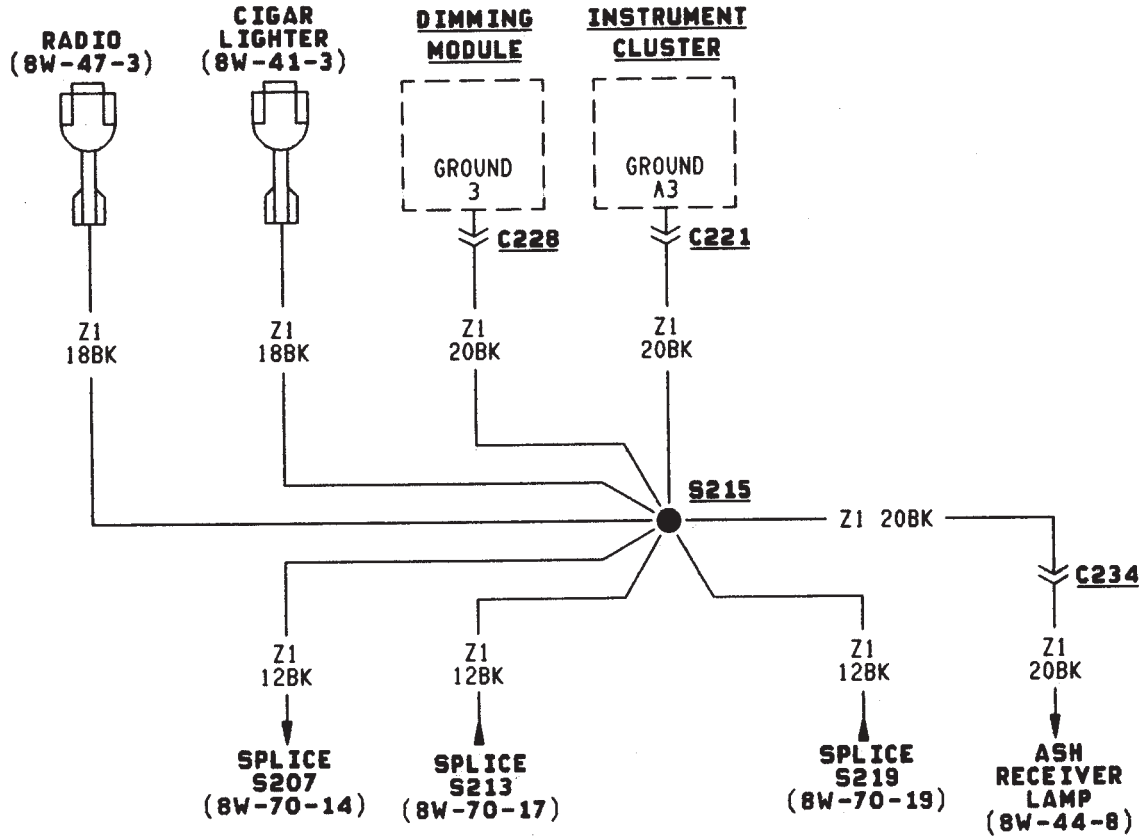 RADIO
(8W-47-3)
CIGAR
LIGHTER
(8W-41-3)
DIMMING
MODULE
INSTRUMENT
CLUSTER
GROUND
3
GROUND
A3
C228
C221
Z1
18BK
Z1
18BK
Z1
20BK
Z1
20BK
S215
Z1 20BK
C234
Z1
12BK
Z1
12BK
Z1
12BK
Z1
20BK
SPLICE
S207
(8W-70-14)
SPLICE
S213
(8W-70-17)
SPLICE
S219
(8W-70-19)
ASH
RECEIVER
LAMP
(8W-44-8)